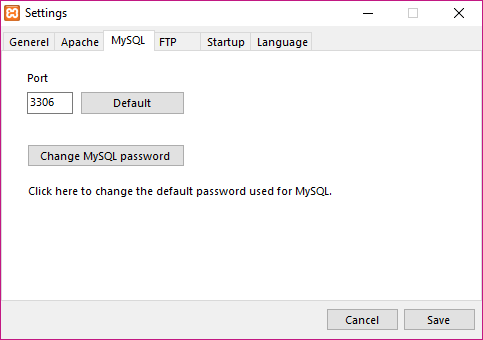 Settings
Generel Apache MySQL FTP Startup Language
Port
3306 Default
Change MySQL password
Click here to change the default password used for MySQL.
Cancel Save